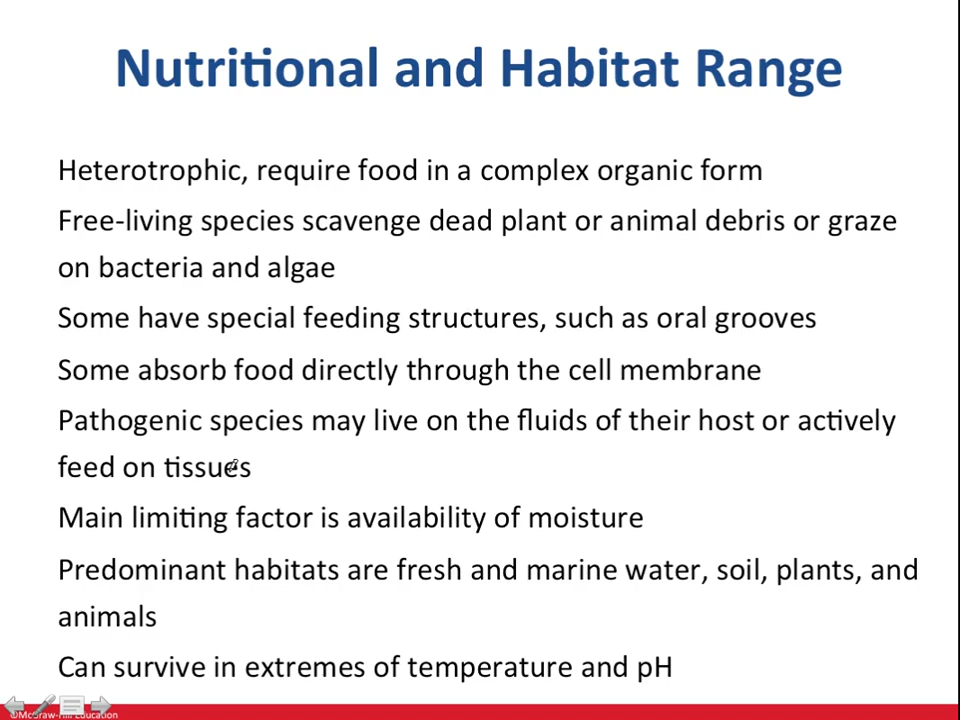 Nutritional and Habitat Range
Heterotrophic, require food in a complex organic form
Free-living species scavenge dead plant or animal debris or graze
on bacteria and algae
Some have special feeding structures, such as oral grooves
Some absorb food directly through the cell membrane
Pathogenic species may live on the fluids of their host or actively
feed on tissues
Main limiting factor is availability of moisture
Predominant habitats are fresh and marine water, soil, plants, and
animals
Can survive in extremes of temperature and pH
©McGraw-Hill Education